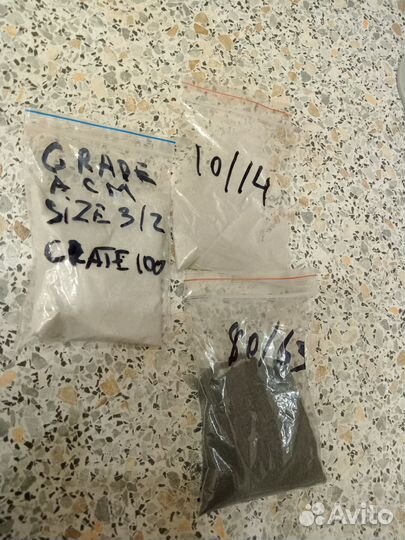 GRADE
ACM
SIZE 3/2
CRATE 100
10/14
80/63
Avito